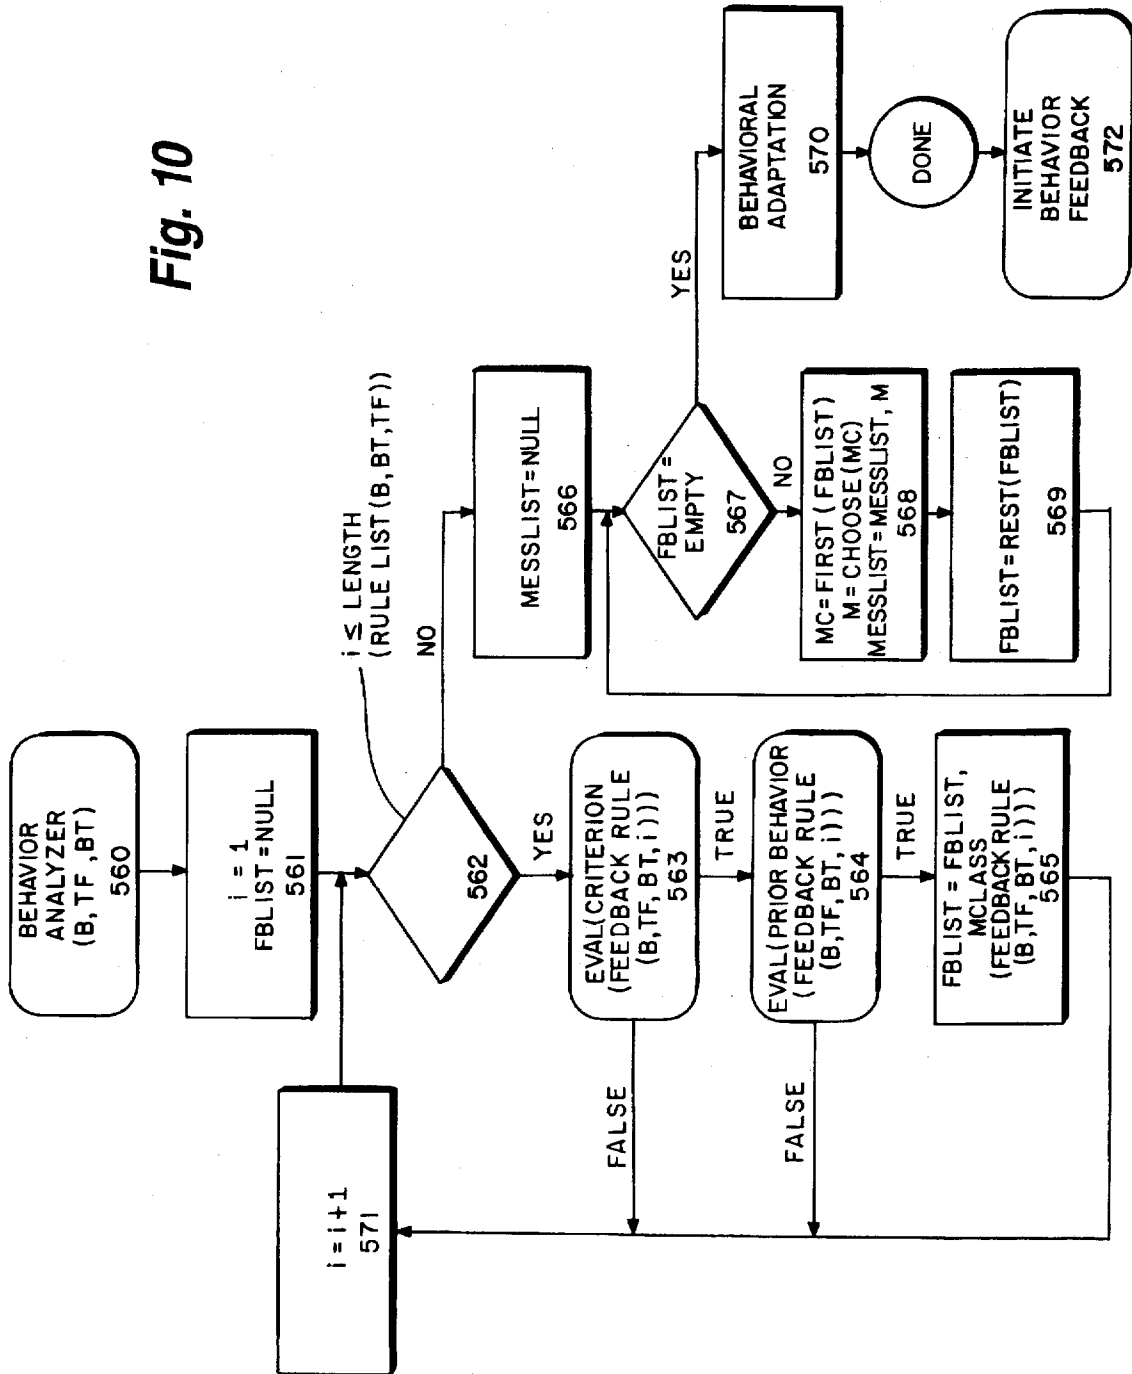 Fig. 10
BEHAVIOR
ANALYZER
(B,TF,BT)
560
i = 1
FBLIST=NULL
561
i ≤ LENGTH
(RULE LIST(B,BT,TF))
562
NO
YES
EVAL(CRITERION
(FEEDBACK RULE
(B,TF,BT,i)))
563
FALSE
TRUE
EVAL(PRIOR BEHAVIOR
(FEEDBACK RULE
(B,TF,BT,i)))
564
FALSE
TRUE
FBLIST = FBLIST,
MCLASS
(FEEDBACK RULE
(B,TF,BT,i)))
565
i=i+1
571
MESSLIST=NULL
566
FBLIST=
EMPTY
567
YES
NO
MC=FIRST(FBLIST)
M=CHOOSE(MC)
MESSLIST=MESSLIST, M
568
FBLIST=REST(FBLIST)
569
BEHAVIORAL
ADAPTATION
570
DONE
INITIATE
BEHAVIOR
FEEDBACK
572